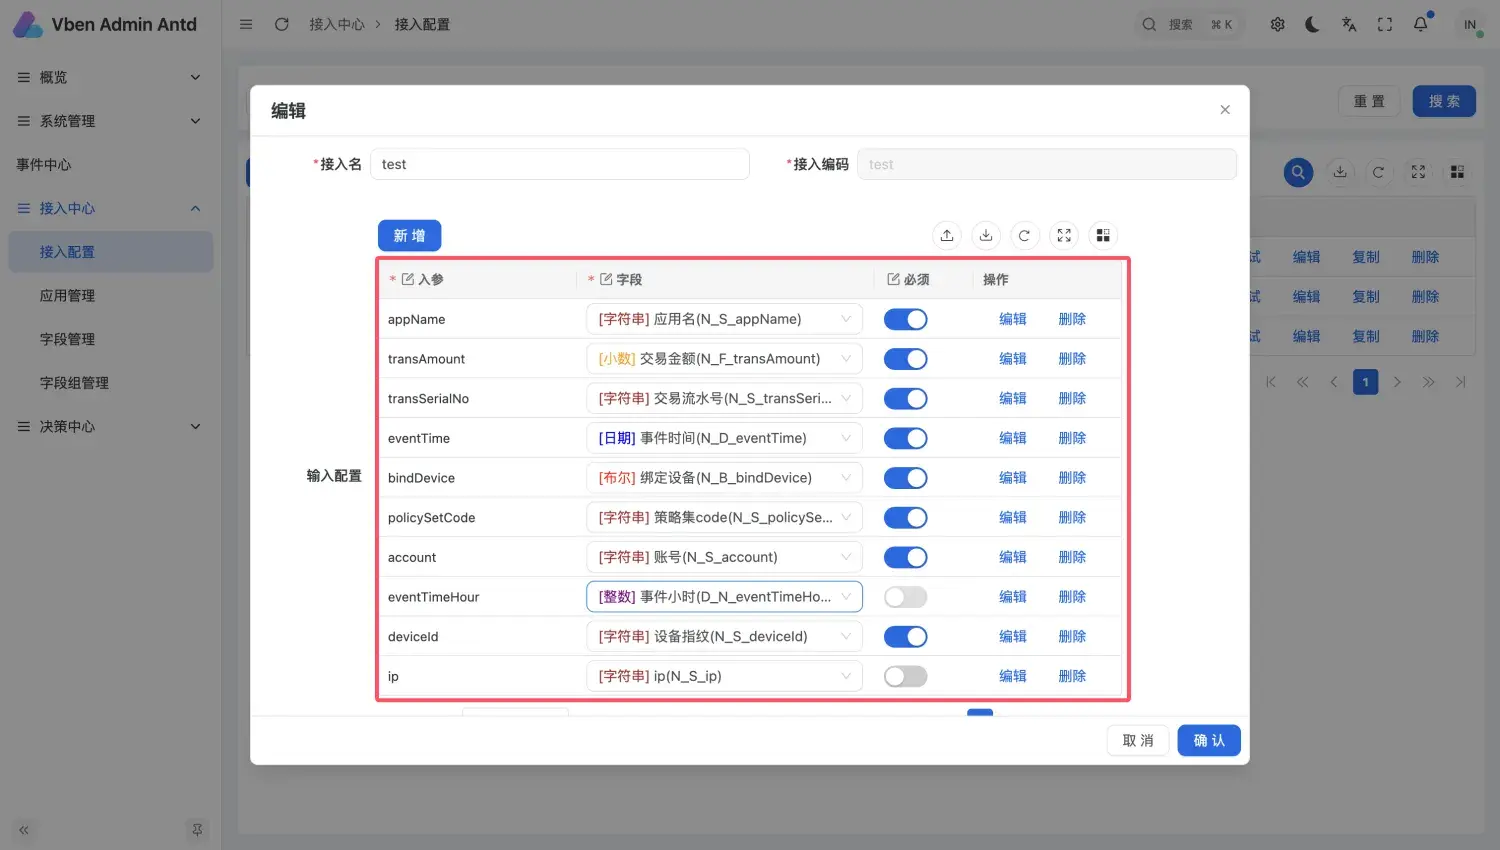 Vben Admin Antd
接入中心 > 接入配置
搜索 ⌘ K
IN
概览
系统管理
事件中心
接入中心
接入配置
应用管理
字段管理
字段组管理
决策中心
重 置
搜 索
编辑
*接入名 test
*接入编码 test
新 增
输入配置
* 入参 * 字段 必须 操作
appName [字符串] 应用名(N_S_appName) 编辑 删除
transAmount [小数] 交易金额(N_F_transAmount) 编辑 删除
transSerialNo [字符串] 交易流水号(N_S_transSeri... 编辑 删除
eventTime [日期] 事件时间(N_D_eventTime) 编辑 删除
bindDevice [布尔] 绑定设备(N_B_bindDevice) 编辑 删除
policySetCode [字符串] 策略集code(N_S_policySe... 编辑 删除
account [字符串] 账号(N_S_account) 编辑 删除
eventTimeHour [整数] 事件小时(D_N_eventTimeHo... 编辑 删除
deviceId [字符串] 设备指纹(N_S_deviceId) 编辑 删除
ip [字符串] ip(N_S_ip) 编辑 删除
取 消
确 认
试 编辑 复制 删除
试 编辑 复制 删除
试 编辑 复制 删除
1